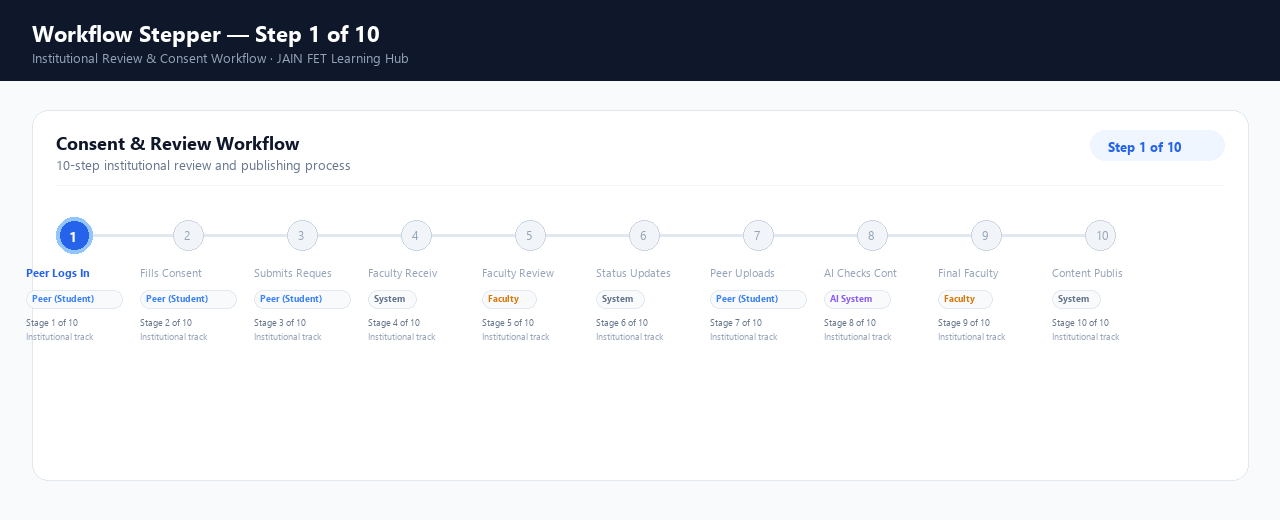 Workflow Stepper — Step 1 of 10
Institutional Review & Consent Workflow · JAIN FET Learning Hub
Consent & Review Workflow
Step 1 of 10
10-step institutional review and publishing process
1 2 3 4 5 6 7 8 9 10
Peer Logs In Fills Consent Submits Reques Faculty Receiv Faculty Review Status Updates Peer Uploads AI Checks Cont Final Faculty Content Publis
Peer (Student) Peer (Student) Peer (Student) System Faculty System Peer (Student) AI System Faculty System
Stage 1 of 10 Stage 2 of 10 Stage 3 of 10 Stage 4 of 10 Stage 5 of 10 Stage 6 of 10 Stage 7 of 10 Stage 8 of 10 Stage 9 of 10 Stage 10 of 10
Institutional track Institutional track Institutional track Institutional track Institutional track Institutional track Institutional track Institutional track Institutional track Institutional track